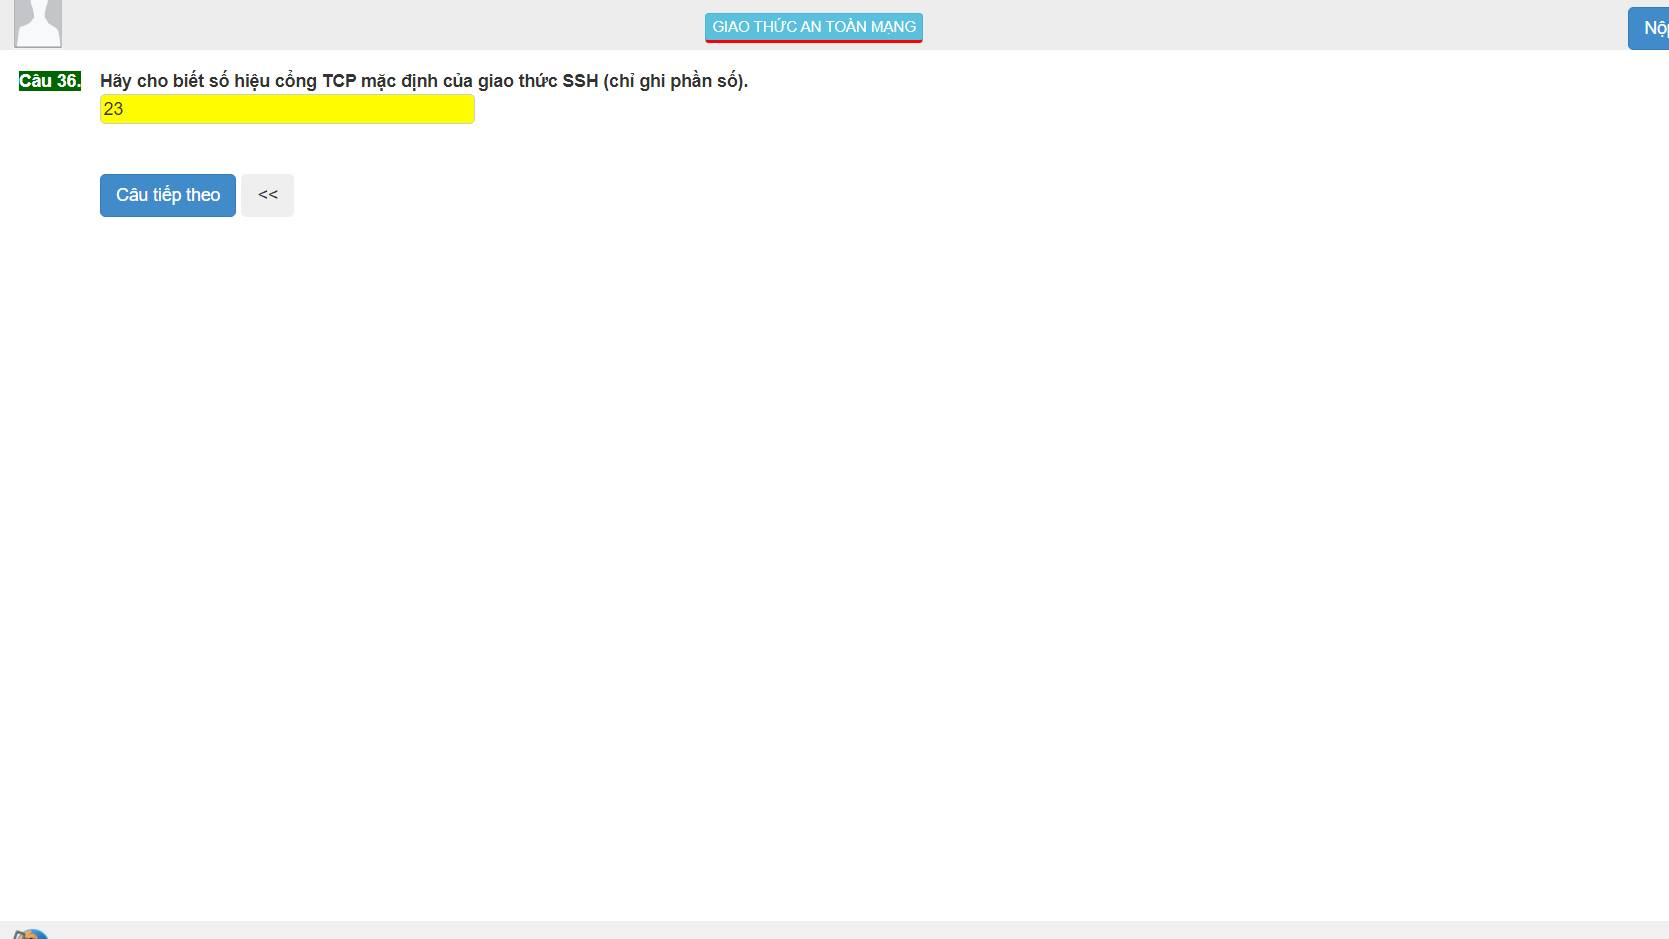 GIAO THỨC AN TOÀN MẠNG
Câu 36. Hãy cho biết số hiệu cổng TCP mặc định của giao thức SSH (chỉ ghi phần số).
23
Câu tiếp theo <<